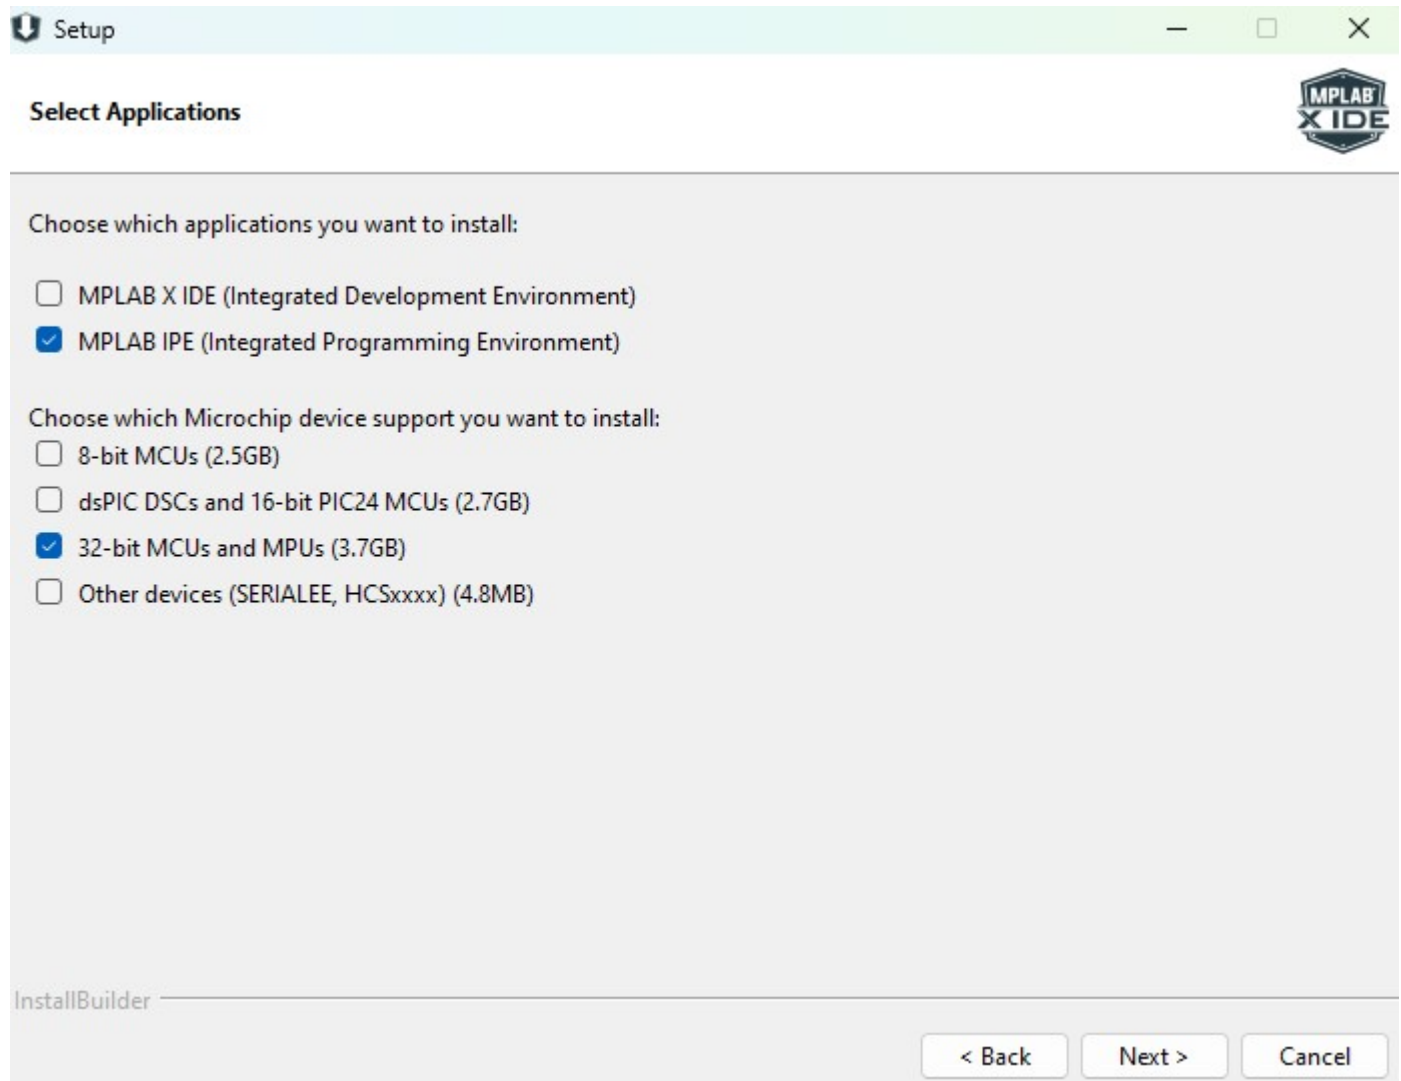 Setup
Select Applications
MPLAB
X IDE
Choose which applications you want to install:
MPLAB X IDE (Integrated Development Environment)
MPLAB IPE (Integrated Programming Environment)
Choose which Microchip device support you want to install:
8-bit MCUs (2.5GB)
dsPIC DSCs and 16-bit PIC24 MCUs (2.7GB)
32-bit MCUs and MPUs (3.7GB)
Other devices (SERIALEE, HCSxxxx) (4.8MB)
InstallBuilder
< Back
Next >
Cancel